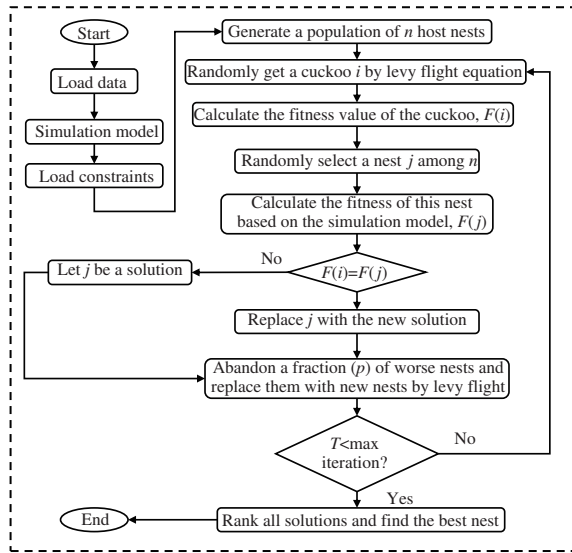 Start
Load data
Simulation model
Load constraints
Generate a population of n host nests
Randomly get a cuckoo i by levy flight equation
Calculate the fitness value of the cuckoo, F(i)
Randomly select a nest j among n
Calculate the fitness of this nest
based on the simulation model, F(j)
F(i)=F(j)
No
Let j be a solution
Replace j with the new solution
Abandon a fraction (p) of worse nests and
replace them with new nests by levy flight
T<max
iteration?
No
Yes
Rank all solutions and find the best nest
End